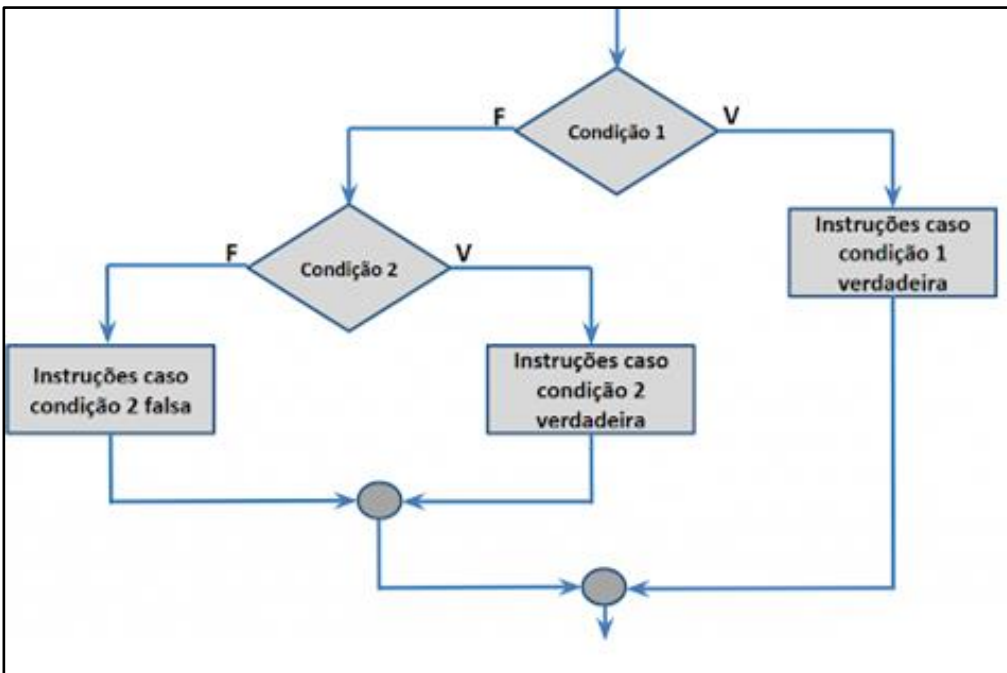 F
Condição 1
V
Instruções caso
condição 1
verdadeira
F
Condição 2
V
Instruções caso
condição 2 falsa
Instruções caso
condição 2
verdadeira